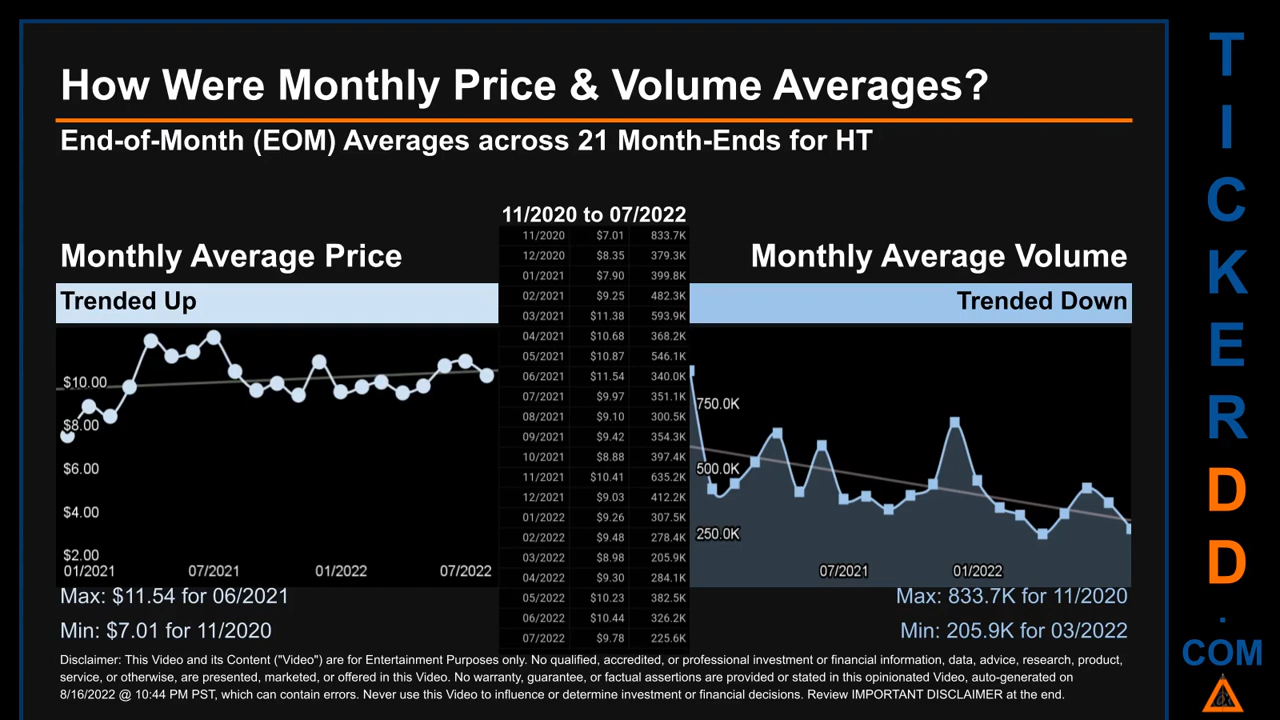 How Were Monthly Price & Volume Averages?
End-of-Month (EOM) Averages across 21 Month-Ends for HT
Monthly Average Price
Trended Up
$10.00
$8.00
$6.00
$4.00
$2.00
01/2021 07/2021 01/2022 07/2022
Max: $11.54 for 06/2021
Min: $7.01 for 11/2020
11/2020 to 07/2022
11/2020 $7.01 833.7K
12/2020 $8.35 379.3K
01/2021 $7.90 399.8K
02/2021 $9.25 482.3K
03/2021 $11.38 593.9K
04/2021 $10.68 368.2K
05/2021 $10.87 546.1K
06/2021 $11.54 340.0K
07/2021 $9.97 351.1K
08/2021 $9.10 300.5K
09/2021 $9.42 354.3K
10/2021 $8.88 397.4K
11/2021 $10.41 635.2K
12/2021 $9.03 412.2K
01/2022 $9.26 307.5K
02/2022 $9.48 278.4K
03/2022 $8.98 205.9K
04/2022 $9.30 284.1K
05/2022 $10.23 382.5K
06/2022 $10.44 326.2K
07/2022 $9.78 225.6K
Monthly Average Volume
Trended Down
750.0K
500.0K
250.0K
07/2021 01/2022
Max: 833.7K for 11/2020
Min: 205.9K for 03/2022
Disclaimer: This Video and its Content ("Video") are for Entertainment Purposes only. No qualified, accredited, or professional investment or financial information, data, advice, research, product,
service, or otherwise, are presented, marketed, or offered in this Video. No warranty, guarantee, or factual assertions are provided or stated in this opinionated Video, auto-generated on
8/16/2022 @ 10:44 PM PST, which can contain errors. Never use this Video to influence or determine investment or financial decisions. Review IMPORTANT DISCLAIMER at the end.
T
I
C
K
E
R
D
D
.
COM